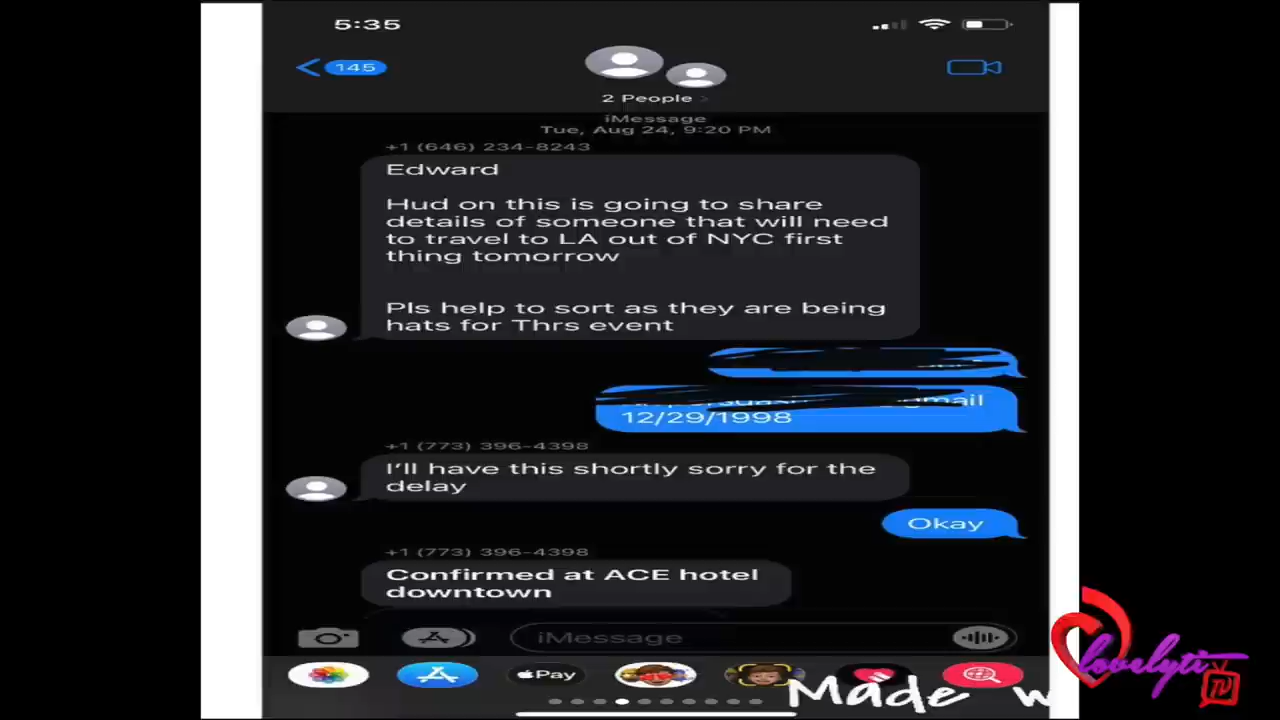 5:35
145
2 People >
iMessage
Tue, Aug 24, 9:20 PM
+1 (646) 234-8243
Edward
Hud on this is going to share
details of someone that will need
to travel to LA out of NYC first
thing tomorrow
Pls help to sort as they are being
hats for Thrs event
12/29/1998
+1 (773) 396-4398
I'll have this shortly sorry for the
delay
Okay
+1 (773) 396-4398
Confirmed at ACE hotel
downtown
iMessage
Pay
Made w
lovelyti
TV